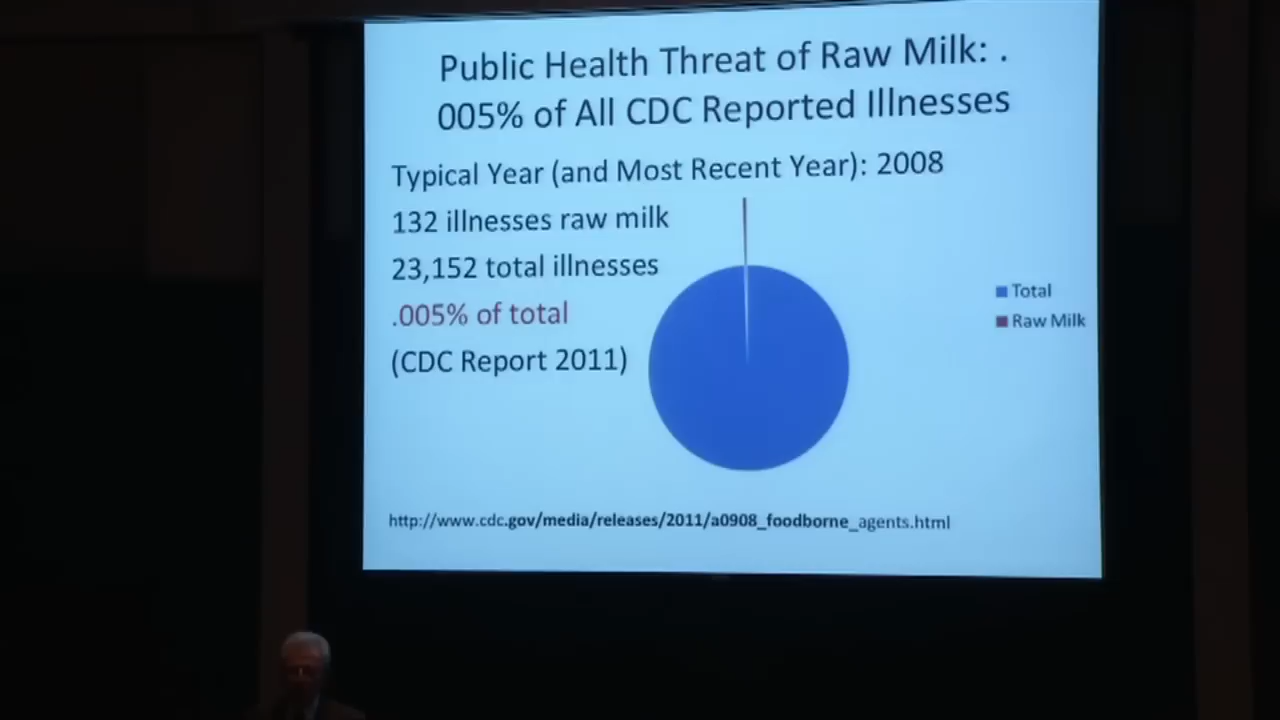 Public Health Threat of Raw Milk: .
005% of All CDC Reported Illnesses
Typical Year (and Most Recent Year): 2008
132 illnesses raw milk
23,152 total illnesses
.005% of total
(CDC Report 2011)
Total
Raw Milk
http://www.cdc.gov/media/releases/2011/a0908_foodborne_agents.html